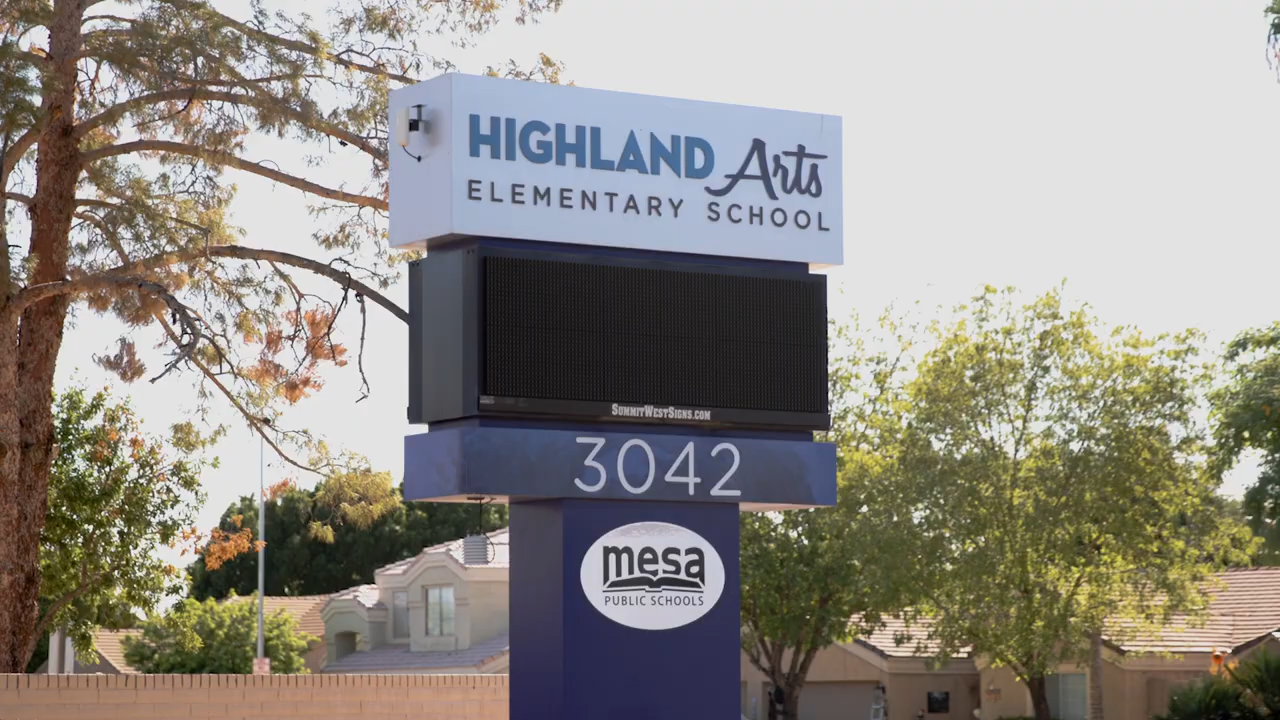 HIGHLAND Arts
ELEMENTARY SCHOOL
SUMMITWESTSIGNS.COM
3042
mesa
PUBLIC SCHOOLS